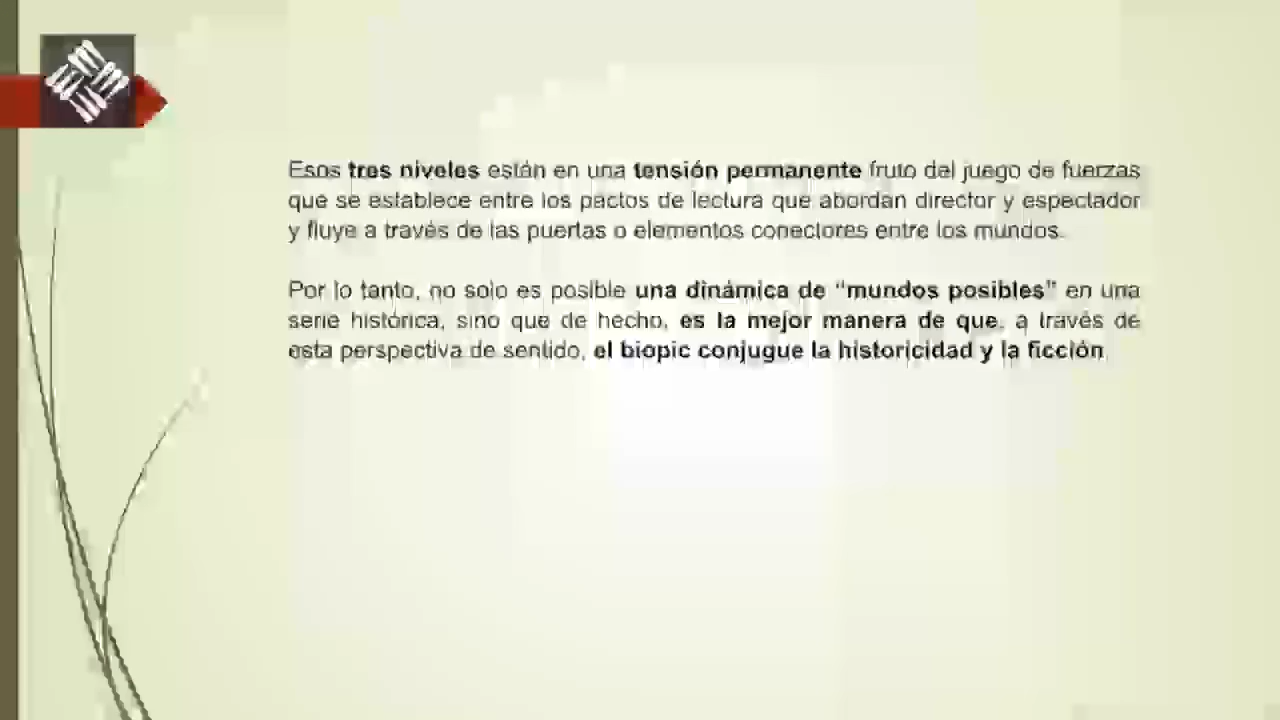 Esos tres niveles están en una tensión permanente fruto del juego de fuerzas
que se establece entre los pactos de lectura que abordan director y espectador
y fluye a través de las puertas o elementos conectores entre los mundos.
Por lo tanto, no solo es posible una dinámica de “mundos posibles” en una
serie histórica, sino que de hecho, es la mejor manera de que, a través de
esta perspectiva de sentido, el biopic conjugue la historicidad y la ficción.